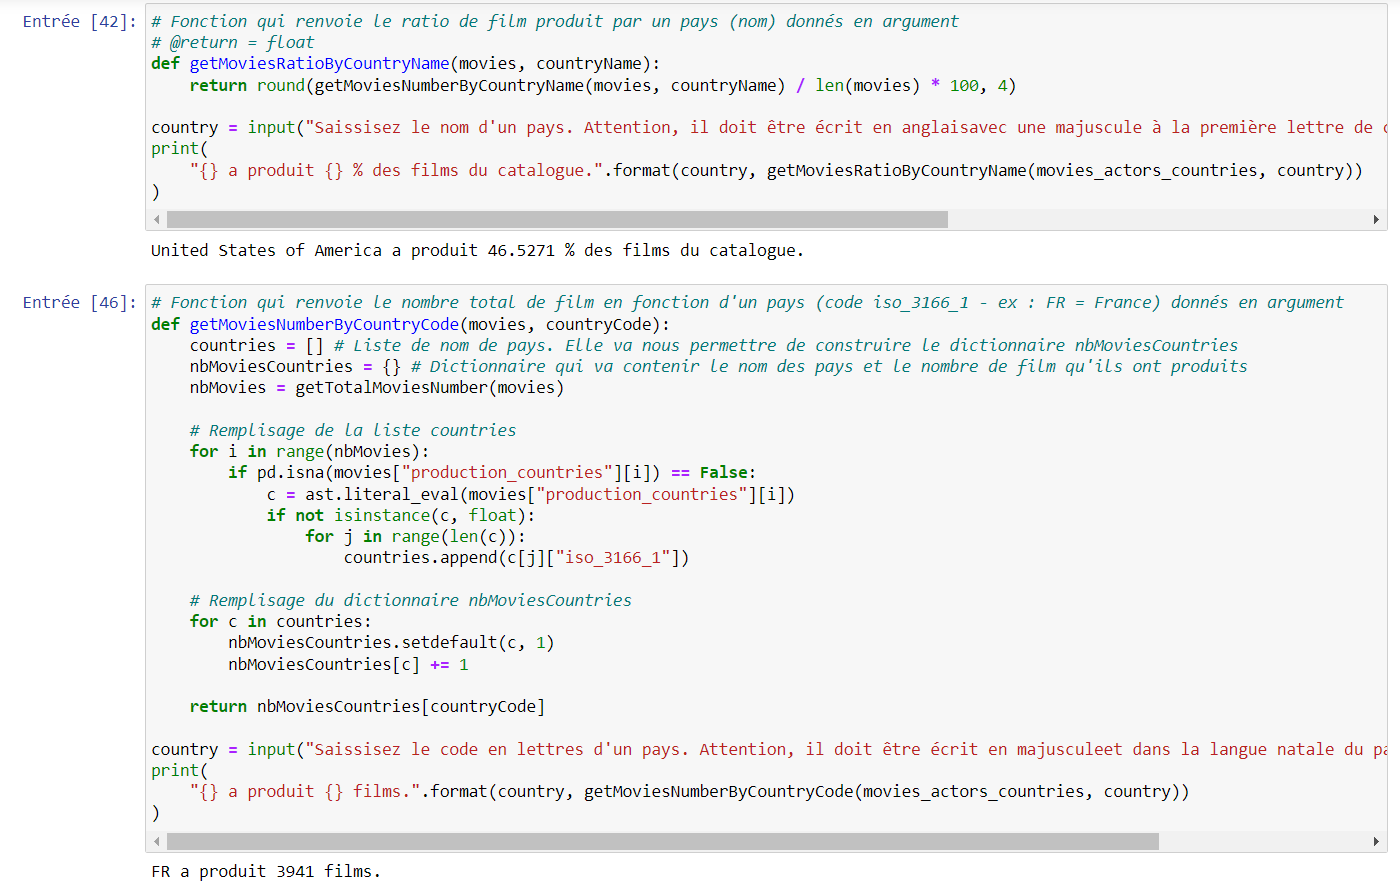 Entrée [42]: # Fonction qui renvoie le ratio de film produit par un pays (nom) donnés en argument
# @return = float
def getMoviesRatioByCountryName(movies, countryName):
    return round(getMoviesNumberByCountryName(movies, countryName) / len(movies) * 100, 4)

country = input("Saissisez le nom d'un pays. Attention, il doit être écrit en anglaisavec une majuscule à la première lettre de
print(
    "{} a produit {} % des films du catalogue.".format(country, getMoviesRatioByCountryName(movies_actors_countries, country))
)
United States of America a produit 46.5271 % des films du catalogue.
Entrée [46]: # Fonction qui renvoie le nombre total de film en fonction d'un pays (code iso_3166_1 - ex : FR = France) donnés en argument
def getMoviesNumberByCountryCode(movies, countryCode):
    countries = [] # Liste de nom de pays. Elle va nous permettre de construire le dictionnaire nbMoviesCountries
    nbMoviesCountries = {} # Dictionnaire qui va contenir le nom des pays et le nombre de film qu'ils ont produits
    nbMovies = getTotalMoviesNumber(movies)

    # Remplisage de la liste countries
    for i in range(nbMovies):
        if pd.isna(movies["production_countries"][i]) == False:
            c = ast.literal_eval(movies["production_countries"][i])
            if not isinstance(c, float):
                for j in range(len(c)):
                    countries.append(c[j]["iso_3166_1"])

    # Remplisage du dictionnaire nbMoviesCountries
    for c in countries:
        nbMoviesCountries.setdefault(c, 1)
        nbMoviesCountries[c] += 1

    return nbMoviesCountries[countryCode]

country = input("Saissisez le code en lettres d'un pays. Attention, il doit être écrit en majusculeet dans la langue natale du
print(
    "{} a produit {} films.".format(country, getMoviesNumberByCountryCode(movies_actors_countries, country))
)
FR a produit 3941 films.